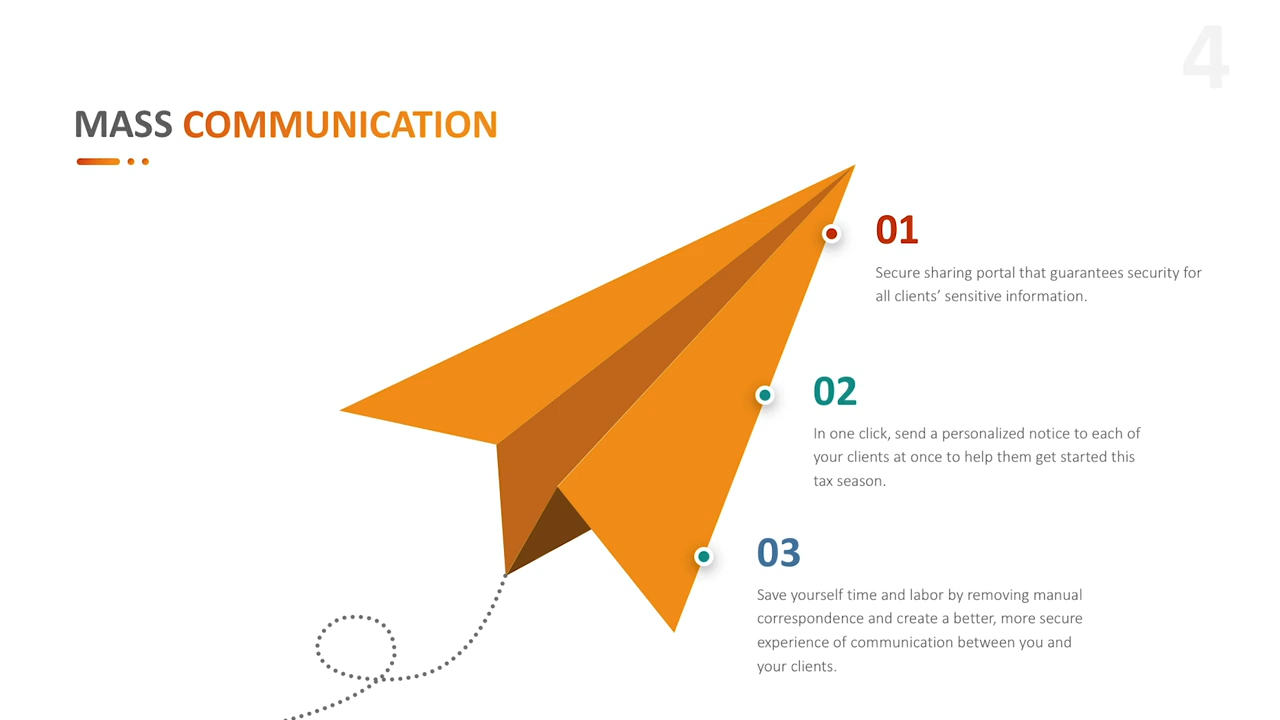 4
MASS COMMUNICATION
01
Secure sharing portal that guarantees security for
all clients’ sensitive information.
02
In one click, send a personalized notice to each of
your clients at once to help them get started this
tax season.
03
Save yourself time and labor by removing manual
correspondence and create a better, more secure
experience of communication between you and
your clients.